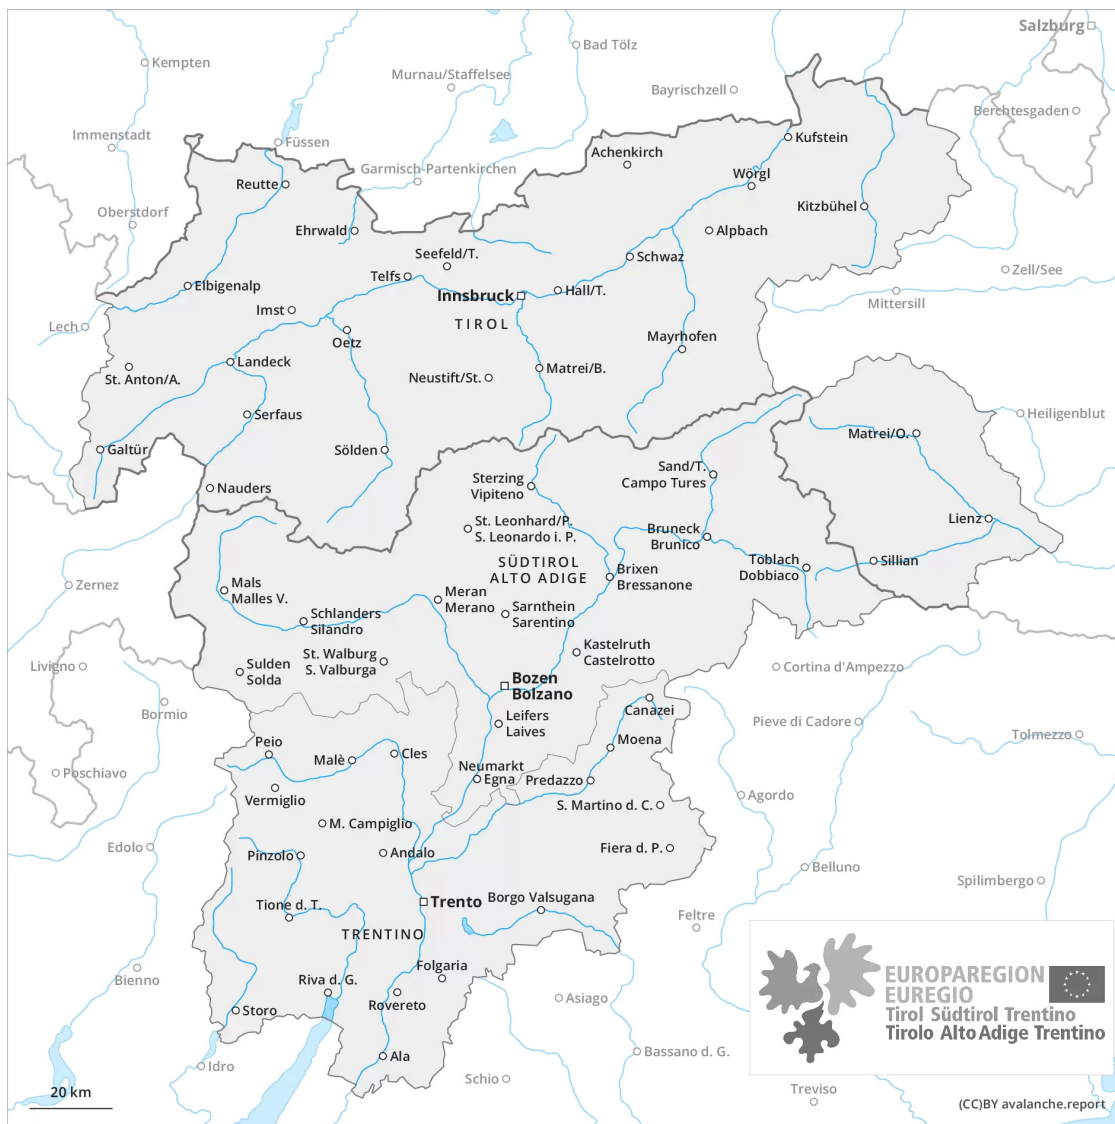 Salzburg
Bad Tölz
Kempten
Murnau/Staffelsee
Bayrischzell
Berchtesgaden
Immenstadt
Füssen
Kufstein
Achenkirch
Garmisch-Partenkirchen
Wörgl
Reutte
Kitzbühel
Oberstdorf
Ehrwald
Alpbach
Seefeld/T.
Schwaz
Zell/See
Telfs
Elbigenalp
Hall/T.
Innsbruck
Mittersill
Imst
TIROL
Lech
Oetz
Mayrhofen
Landeck
Matrei/B.
St. Anton/A.
Neustift/St.
Serfaus
Heiligenblut
Matrei/O.
Galtür
Sölden
Sand/T.
Campo Tures
Sterzing
Vipiteno
Nauders
St. Leonhard/P.
S. Leonardo i. P.
Lienz
Bruneck
Brunico
SÜDTIROL
ALTO ADIGE
Toblach
Dobbiaco
Sillian
Brixen
Bressanone
Zernez
Mals
Malles V.
Meran
Merano
Sarnthein
Sarentino
Schlanders
Silandro
Kastelruth
Castelrotto
St. Walburg
S. Valburga
Livigno
Sulden
Solda
Cortina d'Ampezzo
Bozen
Bolzano
Canazei
Bormio
Leifers
Laives
Pieve di Cadore
Tolmezzo
Moena
Peio
Cles
Malè
Neumarkt
Egna
Predazzo
Poschiavo
Vermiglio
Agordo
S. Martino d. C.
M. Campiglio
Edolo
Fiera d. P.
Andalo
Pinzolo
Belluno
Spilimbergo
Borgo Valsugana
Trento
Tione d. T.
Feltre
TRENTINO
Folgaria
Bienno
Riva d. G.
Rovereto
Asiago
Storo
EUROPAREGION
EUREGIO
Tirol Südtirol Trentino
Tirolo Alto Adige Trentino
Ala
Bassano d. G.
Idro
Schio
Treviso
20 km
(CC)BY avalanche.report